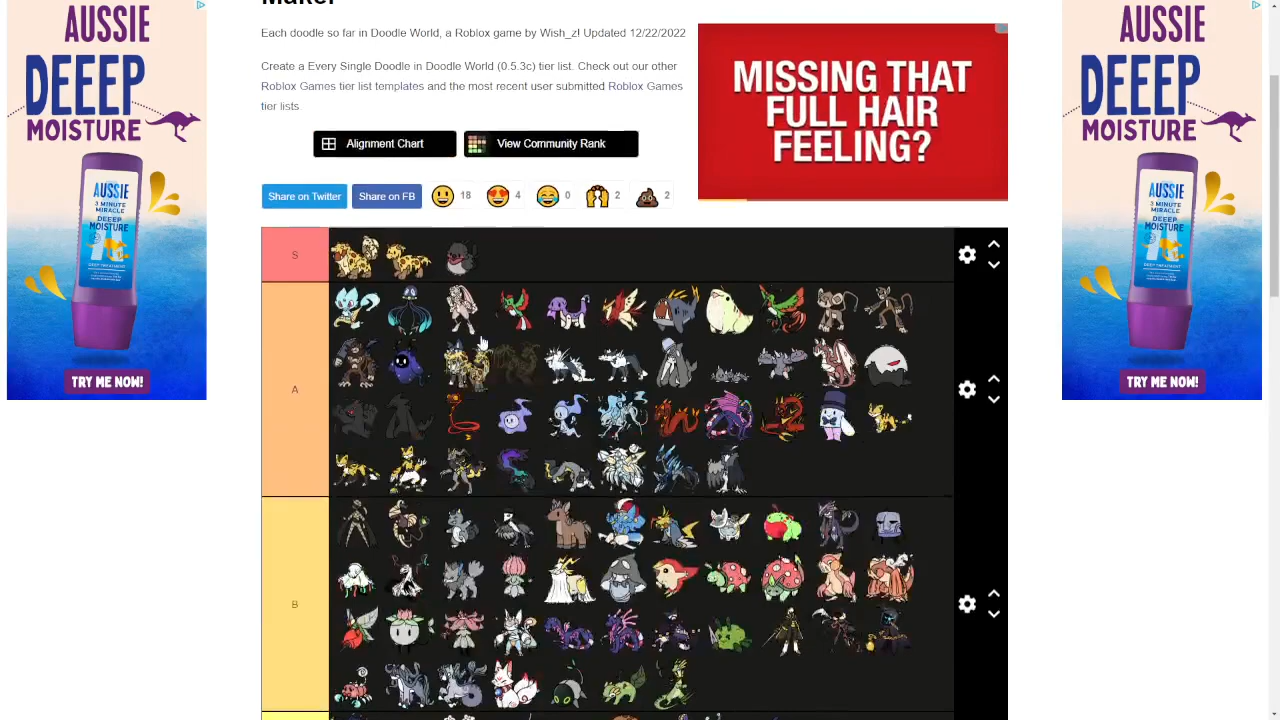 Maker
Each doodle so far in Doodle World, a Roblox game by Wish_z! Updated 12/22/2022
Create a Every Single Doodle in Doodle World (0.5.3c) tier list. Check out our other
Roblox Games tier list templates and the most recent user submitted Roblox Games
tier lists
Alignment Chart
View Community Rank
Share on Twitter
Share on FB
18
4
0
2
2
MISSING THAT
FULL HAIR
FEELING?
S
A
B
AUSSIE
DEEEP
MOISTURE
AUSSIE
3 MINUTE
MIRACLE
DEEEP
MOISTURE
DEEP TREATMENT
TRY ME NOW!
AUSSIE
DEEEP
MOISTURE
AUSSIE
3 MINUTE
MIRACLE
DEEEP
MOISTURE
DEEP TREATMENT
TRY ME NOW!